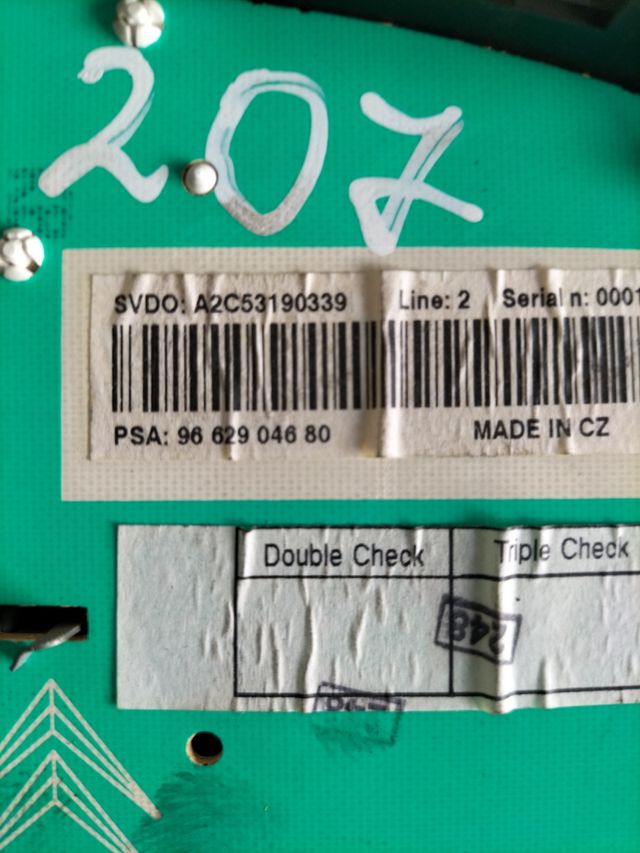 207
SVDO: A2C53190339 Line: 2 Serial n: 0001
PSA: 96 629 046 80 MADE IN CZ
Double Check Triple Check
248